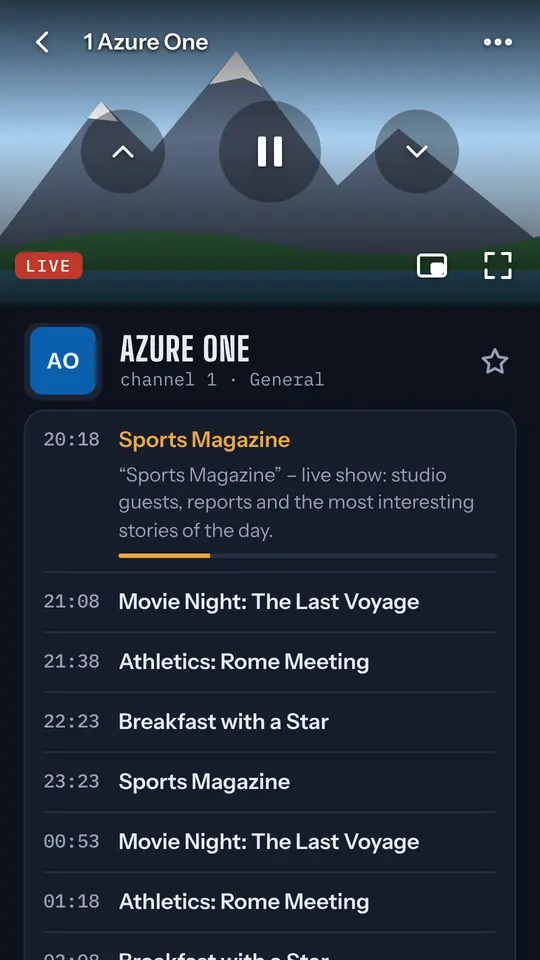 1 Azure One
LIVE
AO
AZURE ONE
channel 1 · General
20:18 Sports Magazine
“Sports Magazine” – live show: studio
guests, reports and the most interesting
stories of the day.
21:08 Movie Night: The Last Voyage
21:38 Athletics: Rome Meeting
22:23 Breakfast with a Star
23:23 Sports Magazine
00:53 Movie Night: The Last Voyage
01:18 Athletics: Rome Meeting
Breakfast with a Star